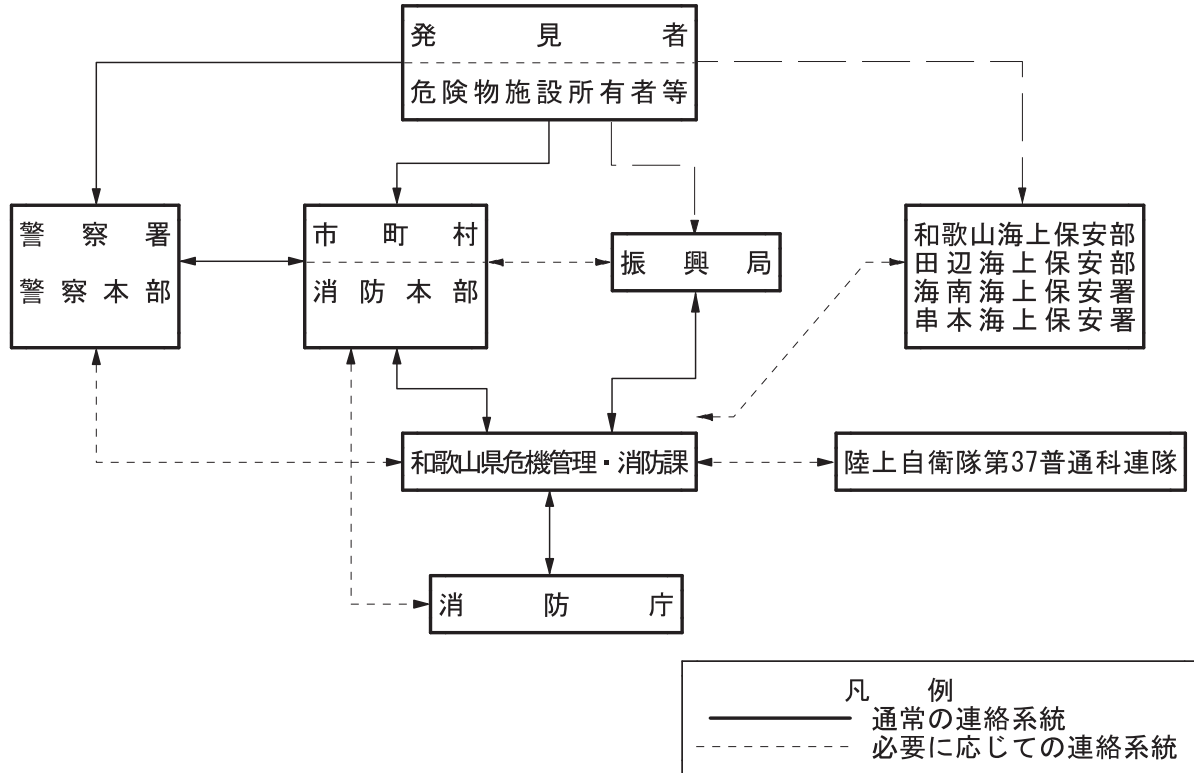 発見者
危険物施設所有者等
警察署
警察本部
市町村
消防本部
振興局
和歌山海上保安部
田辺海上保安部
海南海上保安署
串本海上保安署
和歌山県危機管理・消防課
陸上自衛隊第37普通科連隊
消防庁
凡例
通常の連絡系統
必要に応じての連絡系統